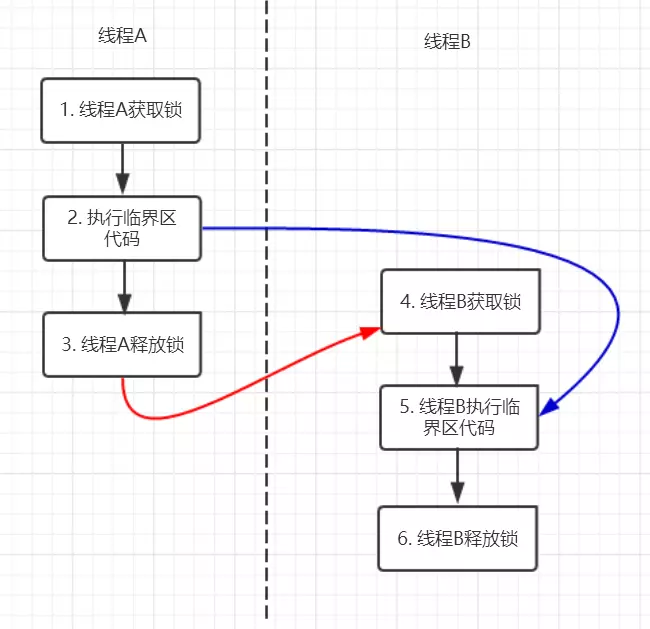 线程A
线程B
1. 线程A获取锁
2. 执行临界区
代码
3. 线程A释放锁
4. 线程B获取锁
5. 线程B执行临
界区代码
6. 线程B释放锁